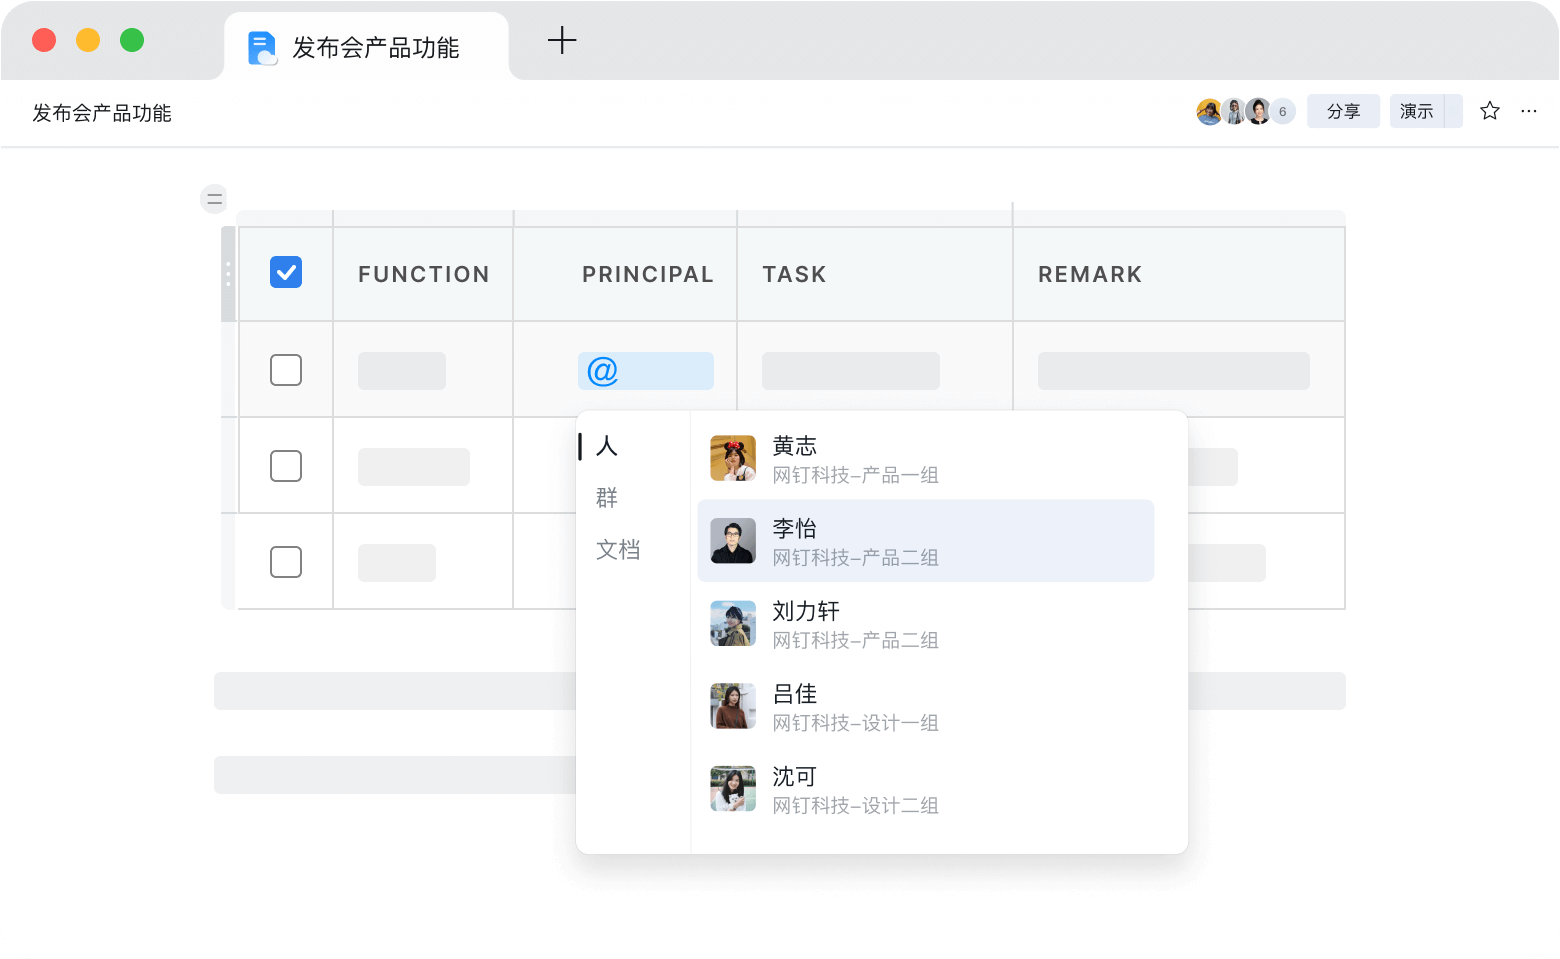 发布会产品功能
发布会产品功能
6
分享
演示
FUNCTION
PRINCIPAL
TASK
REMARK
@
人
群
文档
黄志
网钉科技–产品一组
李怡
网钉科技–产品二组
刘力轩
网钉科技–产品二组
吕佳
网钉科技–设计一组
沈可
网钉科技–设计二组